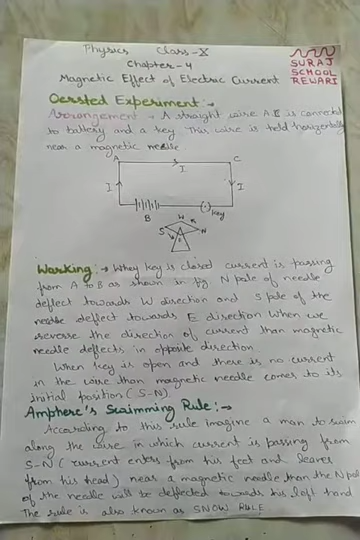 Physics Class-X
Chapter-4
Magnetic Effect of Electric Current
SURAJ
SCHOOL
REWARI
Oersted Experiment :-
Arrangement - A straight wire AB is connected
to battery and a key. This wire is held horizontally
near a magnetic needle.
A I C
I I
B key
W
S N
E
Working :→ When key is closed current is passing
from A to B as shown in fig N pole of needle
deflect towards W direction and S pole of the
needle deflect towards E direction When we
reverse the direction of current than magnetic
needle deflects in opposite direction.
When key is open and there is no current
in the wire than magnetic needle comes to its
initial position (S-N).
Amphere's Swimming Rule :→
According to this rule imagine a man to swim
along the wire in which current is passing from
S-N (current enters from his feet and leaves
from his head) near a magnetic needle than the N pole
of the needle will be deflected towards his left hand
The rule is also known as SNOW RULE